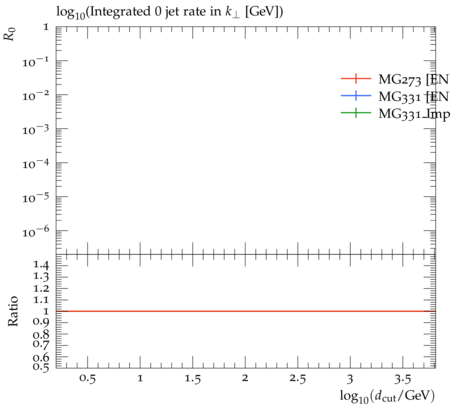 log₁₀(Integrated 0 jet rate in k⊥ [GeV])
R₀
1
10⁻¹
10⁻²
10⁻³
10⁻⁴
10⁻⁵
10⁻⁶
MG273 [EN
MG331 [EN
MG331 Imp
Ratio
1.4
1.3
1.2
1.1
1
0.9
0.8
0.7
0.6
0.5
0.5 1 1.5 2 2.5 3 3.5
log₁₀(d_cut/GeV)